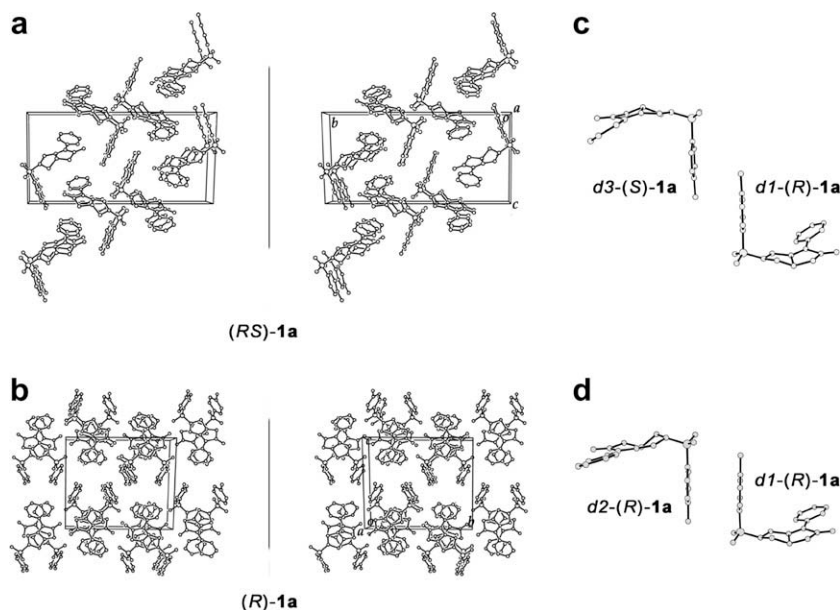 a
c
a
b
o
c
d3-(S)-1a
d1-(R)-1a
(RS)-1a
b
d
d1-(R)-1a
d2-(R)-1a
a
o
b
(R)-1a